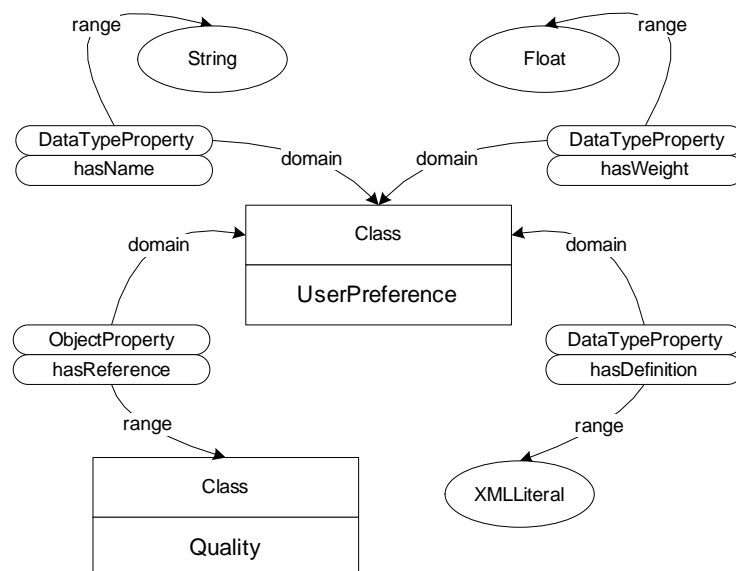 range
String
range
Float
DataTypeProperty
hasName
domain
domain
DataTypeProperty
hasWeight
Class
UserPreference
domain
domain
ObjectProperty
hasReference
DataTypeProperty
hasDefinition
range
range
Class
Quality
XMLLiteral